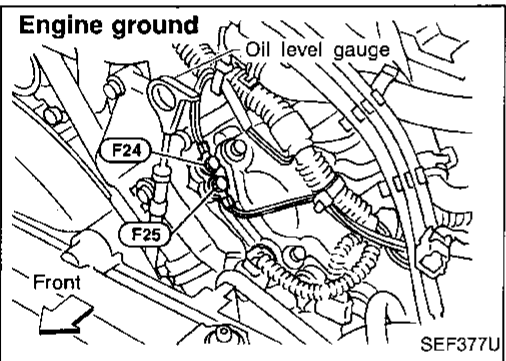 Engine ground
Oil level gauge
F24
F25
Front
SEF377U